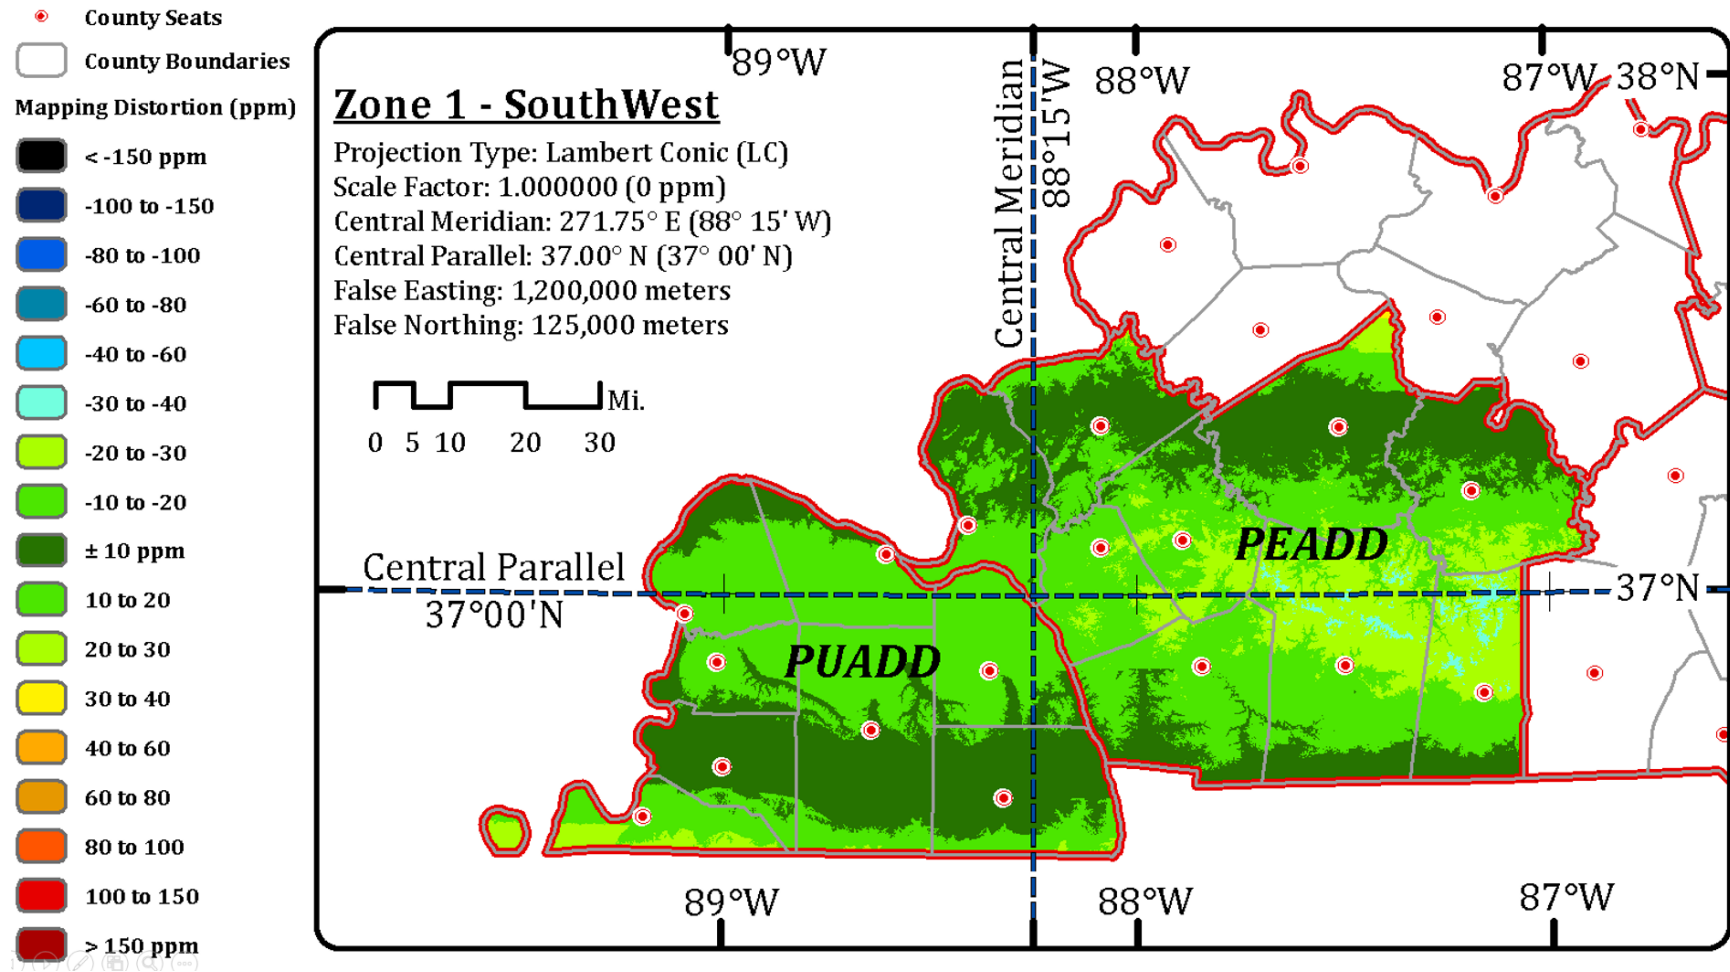 County Seats
County Boundaries
Mapping Distortion (ppm)
< -150 ppm
-100 to -150
-80 to -100
-60 to -80
-40 to -60
-30 to -40
-20 to -30
-10 to -20
± 10 ppm
10 to 20
20 to 30
30 to 40
40 to 60
60 to 80
80 to 100
100 to 150
> 150 ppm
89°W
88°W
87°W
38°N
Zone 1 - SouthWest
Projection Type: Lambert Conic (LC)
Scale Factor: 1.000000 (0 ppm)
Central Meridian: 271.75° E (88° 15' W)
Central Parallel: 37.00° N (37° 00' N)
False Easting: 1,200,000 meters
False Northing: 125,000 meters
Central Meridian
88°15'W
Mi.
0 5 10 20 30
Central Parallel
37°00'N
PEADD
37°N
PUADD
89°W
88°W
87°W